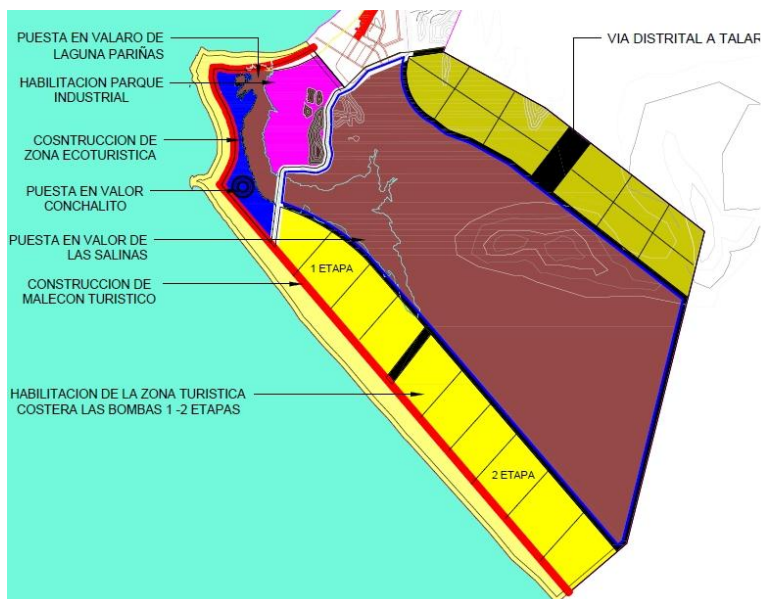 PUESTA EN VALARO DE
LAGUNA PARIÑAS
HABILITACION PARQUE
INDUSTRIAL
COSNTRUCCION DE
ZONA ECOTURISTICA
PUESTA EN VALOR
CONCHALITO
PUESTA EN VALOR DE
LAS SALINAS
CONSTRUCCION DE
MALECON TURISTICO
HABILITACION DE LA ZONA TURISTICA
COSTERA LAS BOMBAS 1 -2 ETAPAS
1 ETAPA
2 ETAPA
VIA DISTRITAL A TALAR